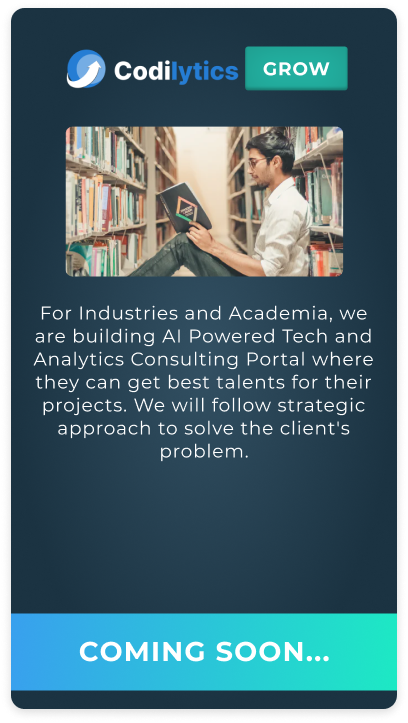 Codilytics GROW
For Industries and Academia, we
are building AI Powered Tech and
Analytics Consulting Portal where
they can get best talents for their
projects. We will follow strategic
approach to solve the client's
problem.
COMING SOON...